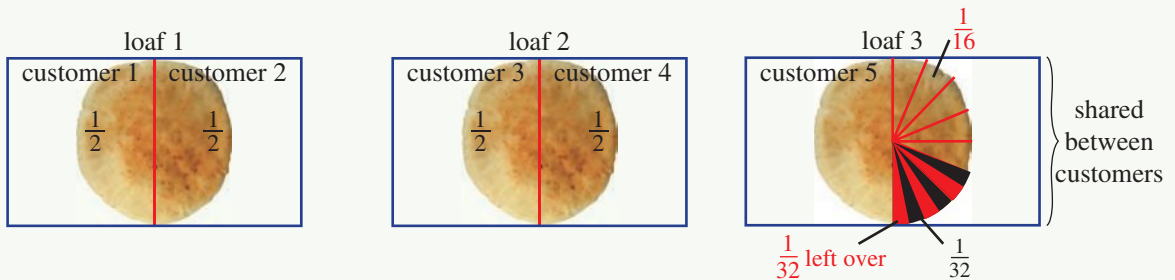 loaf 1
customer 1 customer 2
1/2 1/2
loaf 2
customer 3 customer 4
1/2 1/2
loaf 3
1/16
customer 5
shared
between
customers
1/32 left over
1/32